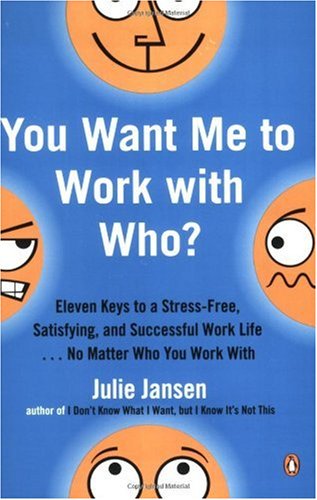 You Want Me to
Work with
Who?
Eleven Keys to a Stress-Free,
Satisfying, and Successful Work Life
. . . No Matter Who You Work With
Julie Jansen
author of I Don't Know What I Want, but I Know It's Not This